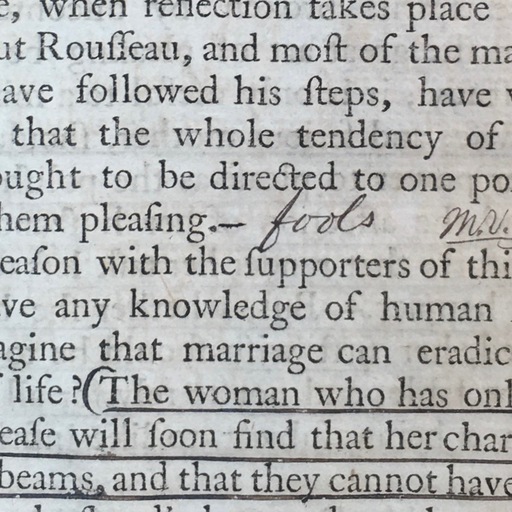 , when reflection takes place
ut Rouſſeau, and moſt of the ma
ave followed his ſteps, have
that the whole tendency of
ought to be directed to one po
hem pleaſing.— fools M.V.
eaſon with the ſupporters of thi
ve any knowledge of human
agine that marriage can eradic
life? (The woman who has onl
eaſe will ſoon find that her char
beams, and that they cannot have